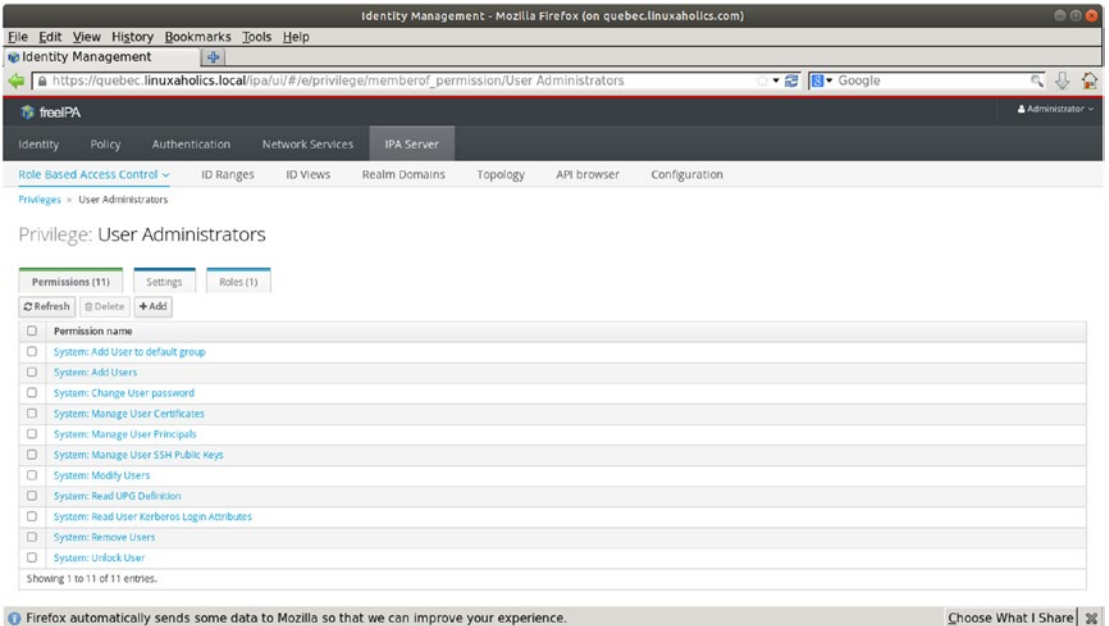 Identity Management - Mozilla Firefox (on quebec.linuxaholics.com)
File Edit View History Bookmarks Tools Help
Identity Management
https://quebec.linuxaholics.local/ipa/ui/#/e/privilege/memberof_permission/User Administrators
Google
freeIPA
Administrator
Identity Policy Authentication Network Services IPA Server
Role Based Access Control ID Ranges ID Views Realm Domains Topology API browser Configuration
Privileges » User Administrators
Privilege: User Administrators
Permissions (11) Settings Roles (1)
Refresh Delete Add
Permission name
System: Add User to default group
System: Add Users
System: Change User password
System: Manage User Certificates
System: Manage User Principals
System: Manage User SSH Public Keys
System: Modify Users
System: Read UPG Definition
System: Read User Kerberos Login Attributes
System: Remove Users
System: Unlock User
Showing 1 to 11 of 11 entries.
Firefox automatically sends some data to Mozilla so that we can improve your experience. Choose What I Share